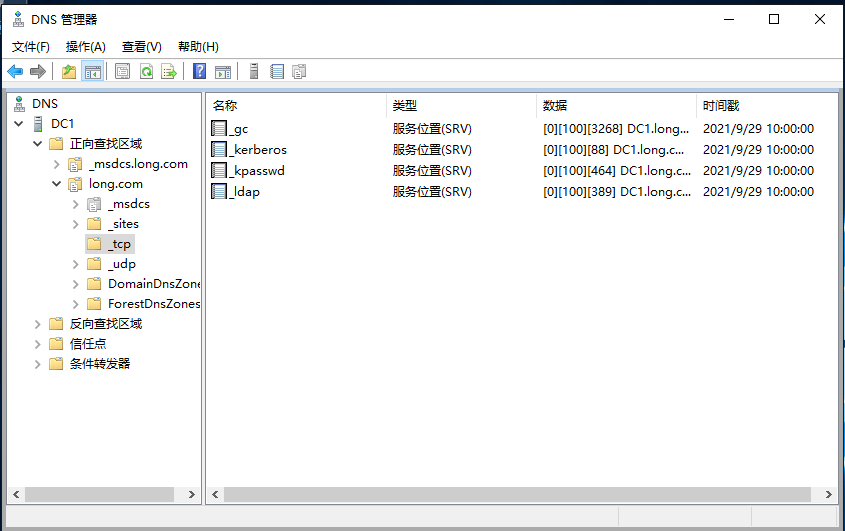 DNS 管理器
文件(F) 操作(A) 查看(V) 帮助(H)
DNS
DC1
正向查找区域
_msdcs.long.com
long.com
_msdcs
_sites
_tcp
_udp
DomainDnsZone
ForestDnsZones
反向查找区域
信任点
条件转发器
名称 类型 数据 时间戳
_gc 服务位置(SRV) [0][100][3268] DC1.long... 2021/9/29 10:00:00
_kerberos 服务位置(SRV) [0][100][88] DC1.long.c... 2021/9/29 10:00:00
_kpasswd 服务位置(SRV) [0][100][464] DC1.long.c... 2021/9/29 10:00:00
_ldap 服务位置(SRV) [0][100][389] DC1.long.c... 2021/9/29 10:00:00